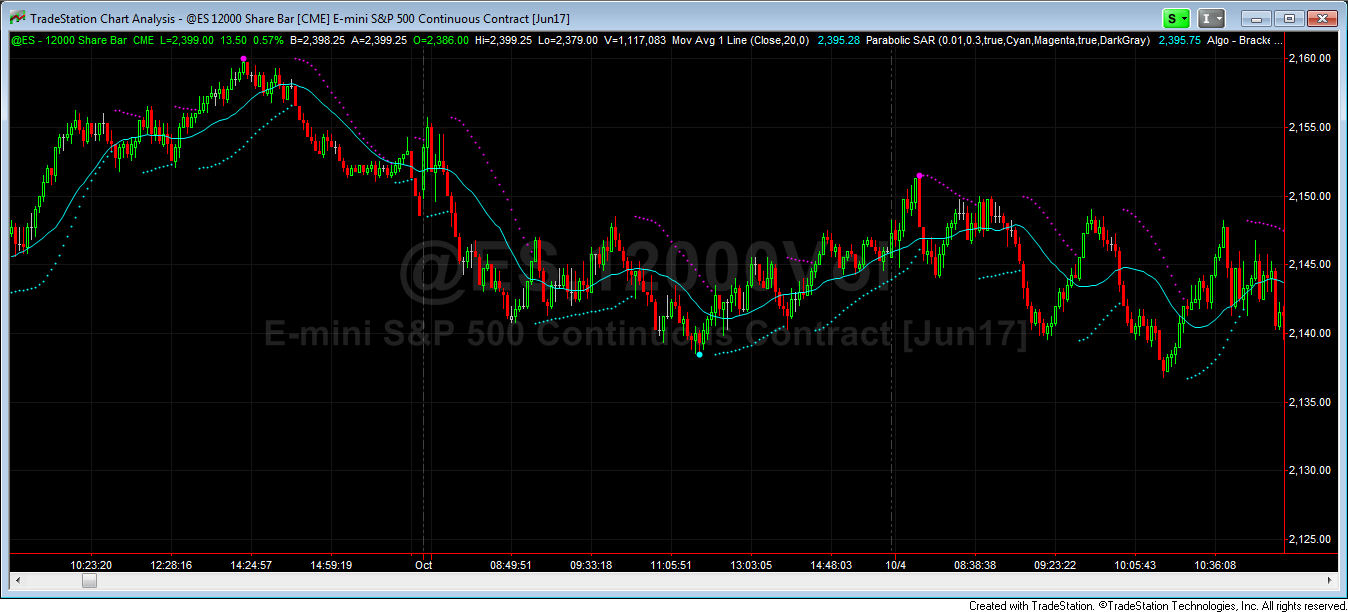 TradeStation Chart Analysis - @ES 12000 Share Bar [CME] E-mini S&P 500 Continuous Contract [Jun17]
S I
@ES - 12000 Share Bar CME L=2,399.00 13.50 0.57% B=2,398.25 A=2,399.25 O=2,386.00 Hi=2,399.25 Lo=2,379.00 V=1,117,083 Mov Avg 1 Line (Close,20,0) 2,395.28 Parabolic SAR (0.01,0.3,true,Cyan,Magenta,true,DarkGray) 2,395.75 Algo - Bracke ...
2,160.00
2,155.00
2,150.00
2,145.00
2,140.00
2,135.00
2,130.00
2,125.00
@ES,12000Vol
E-mini S&P 500 Continuous Contract [Jun17]
10:23:20 12:28:16 14:24:57 14:59:19 Oct 08:49:51 09:33:18 11:05:51 13:03:05 14:48:03 10/4 08:38:38 09:23:22 10:05:43 10:36:08
Created with TradeStation. ©TradeStation Technologies, Inc. All rights reserved.